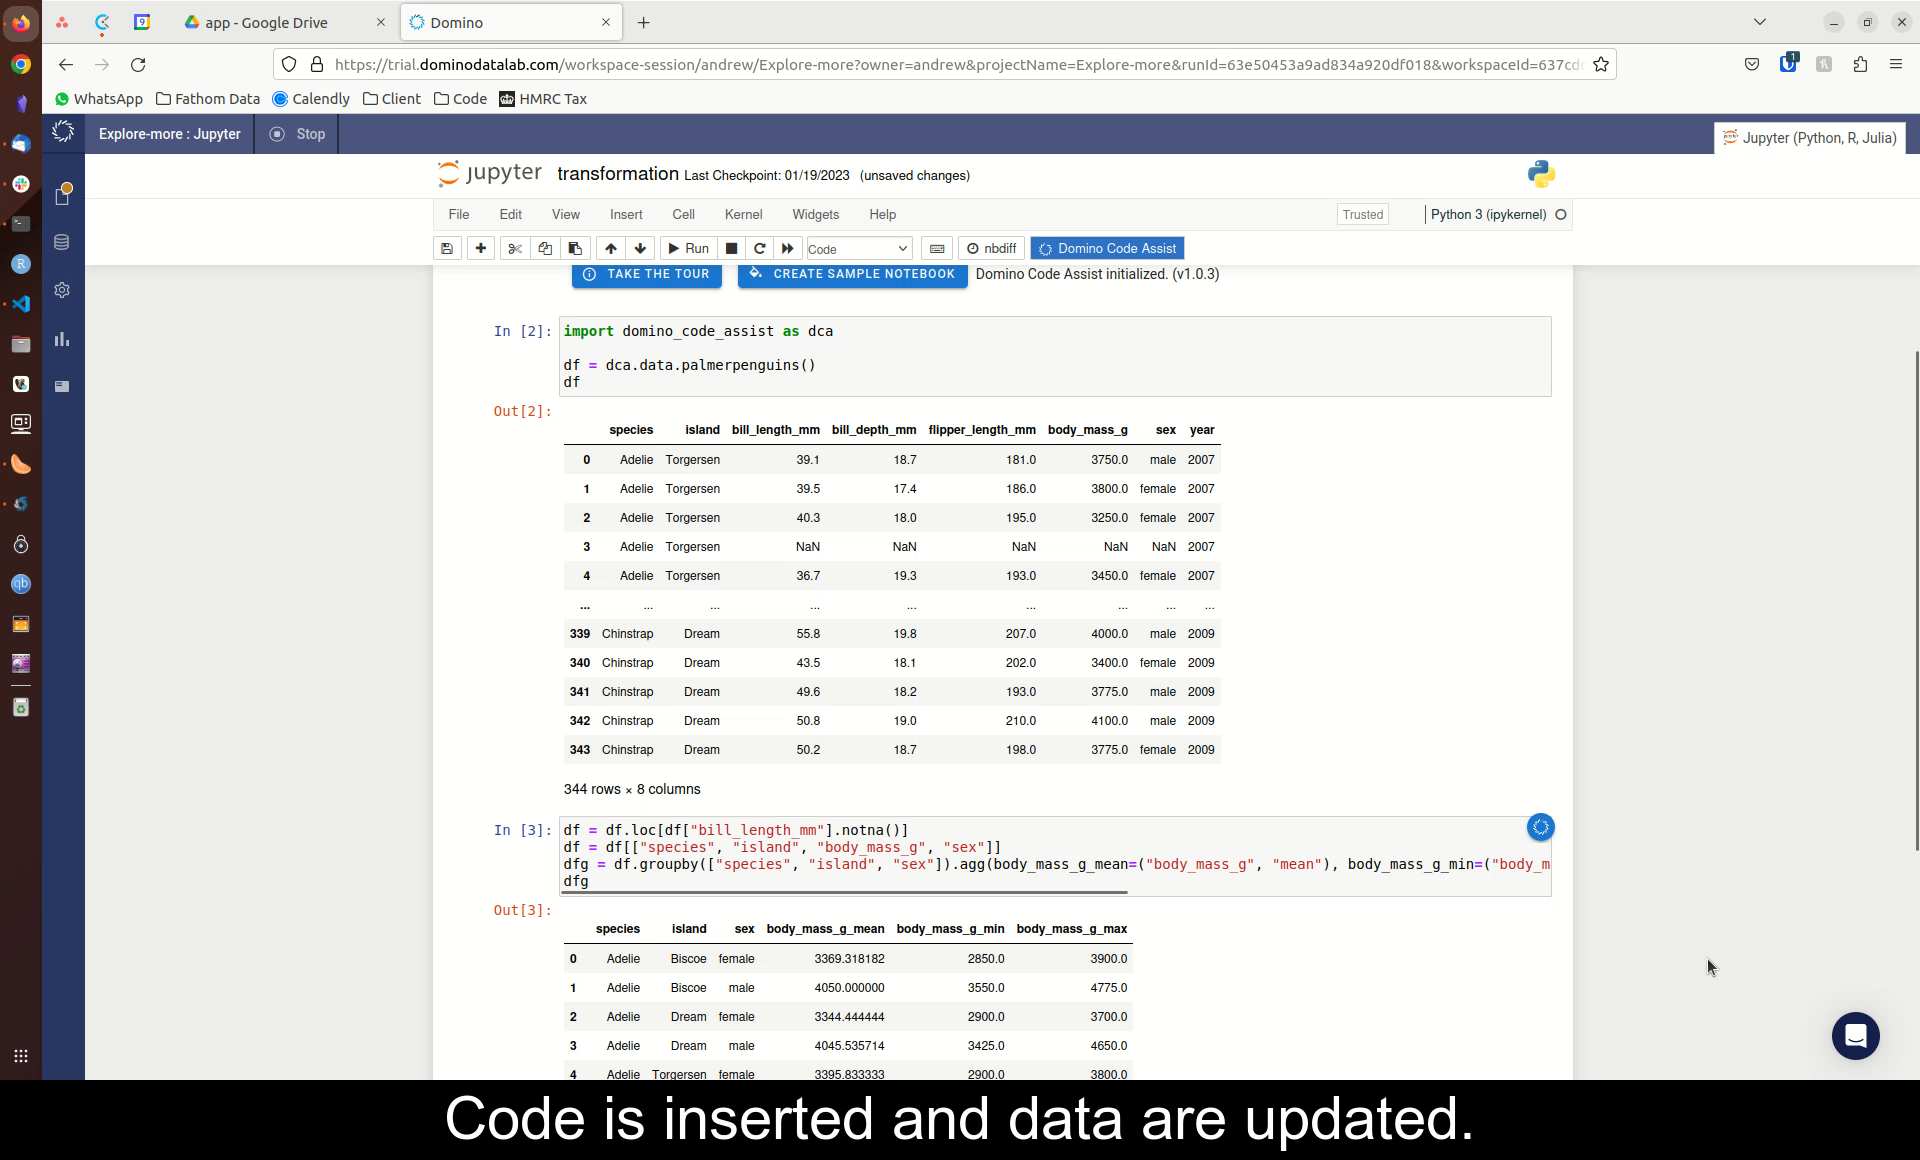 9
app - Google Drive
Domino
https://trial.dominodatalab.com/workspace-session/andrew/Explore-more?owner=andrew&projectName=Explore-more&runId=63e50453a9ad834a920df018&workspaceId=637cd
1
WhatsApp Fathom Data Calendly Client Code HMRC Tax
Explore-more : Jupyter Stop
Jupyter (Python, R, Julia)
jupyter transformation Last Checkpoint: 01/19/2023 (unsaved changes)
File Edit View Insert Cell Kernel Widgets Help Trusted Python 3 (ipykernel)
Run Code nbdiff Domino Code Assist
TAKE THE TOUR CREATE SAMPLE NOTEBOOK Domino Code Assist initialized. (v1.0.3)
In [2]: import domino_code_assist as dca
df = dca.data.palmerpenguins()
df
Out[2]:
species island bill_length_mm bill_depth_mm flipper_length_mm body_mass_g sex year
0 Adelie Torgersen 39.1 18.7 181.0 3750.0 male 2007
1 Adelie Torgersen 39.5 17.4 186.0 3800.0 female 2007
2 Adelie Torgersen 40.3 18.0 195.0 3250.0 female 2007
3 Adelie Torgersen NaN NaN NaN NaN NaN 2007
4 Adelie Torgersen 36.7 19.3 193.0 3450.0 female 2007
... ... ... ... ... ... ... ... ...
339 Chinstrap Dream 55.8 19.8 207.0 4000.0 male 2009
340 Chinstrap Dream 43.5 18.1 202.0 3400.0 female 2009
341 Chinstrap Dream 49.6 18.2 193.0 3775.0 male 2009
342 Chinstrap Dream 50.8 19.0 210.0 4100.0 male 2009
343 Chinstrap Dream 50.2 18.7 198.0 3775.0 female 2009
344 rows × 8 columns
In [3]: df = df.loc[df["bill_length_mm"].notna()]
df = df[["species", "island", "body_mass_g", "sex"]]
dfg = df.groupby(["species", "island", "sex"]).agg(body_mass_g_mean=("body_mass_g", "mean"), body_mass_g_min=("body_m
dfg
Out[3]:
species island sex body_mass_g_mean body_mass_g_min body_mass_g_max
0 Adelie Biscoe female 3369.318182 2850.0 3900.0
1 Adelie Biscoe male 4050.000000 3550.0 4775.0
2 Adelie Dream female 3344.444444 2900.0 3700.0
3 Adelie Dream male 4045.535714 3425.0 4650.0
4 Adelie Torgersen female 3395.833333 2900.0 3800.0
R
qb
Code is inserted and data are updated.